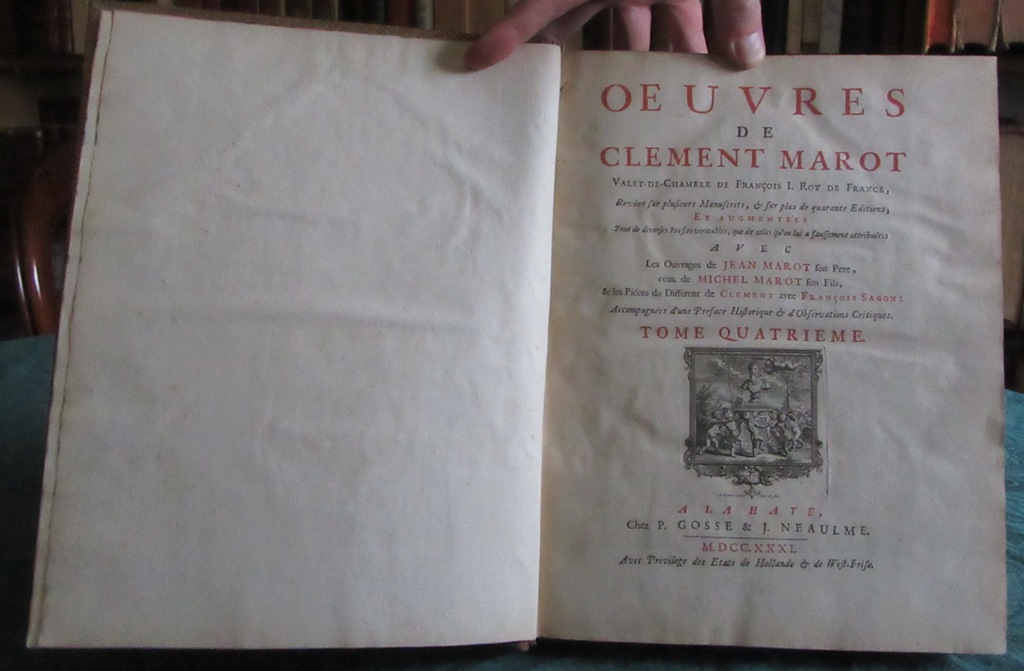 OEUVRES
DE
CLEMENT MAROT
VALET-DE-CHAMBRE DE FRANÇOIS I. ROY DE FRANCE,
Revûes sur plusieurs Manuscrits, & sur plus de quarante Editions;
ET AUGMENTÉES
Tant de diverses Poësies veritables, que de celles qu'on lui a faussement attribuées:
AVEC
Les Ouvrages de JEAN MAROT son Pere,
ceux de MICHEL MAROT son Fils,
& les Piéces du Different de CLEMENT avec FRANÇOIS SAGON:
Accompagnées d'une Preface Historique & d'Observations Critiques.
TOME QUATRIEME.
A LA HAYE,
Chez P. GOSSE & J. NEAULME.
M.DCC.XXXI.
Avec Privilege des Etats de Hollande & de West-Frise.